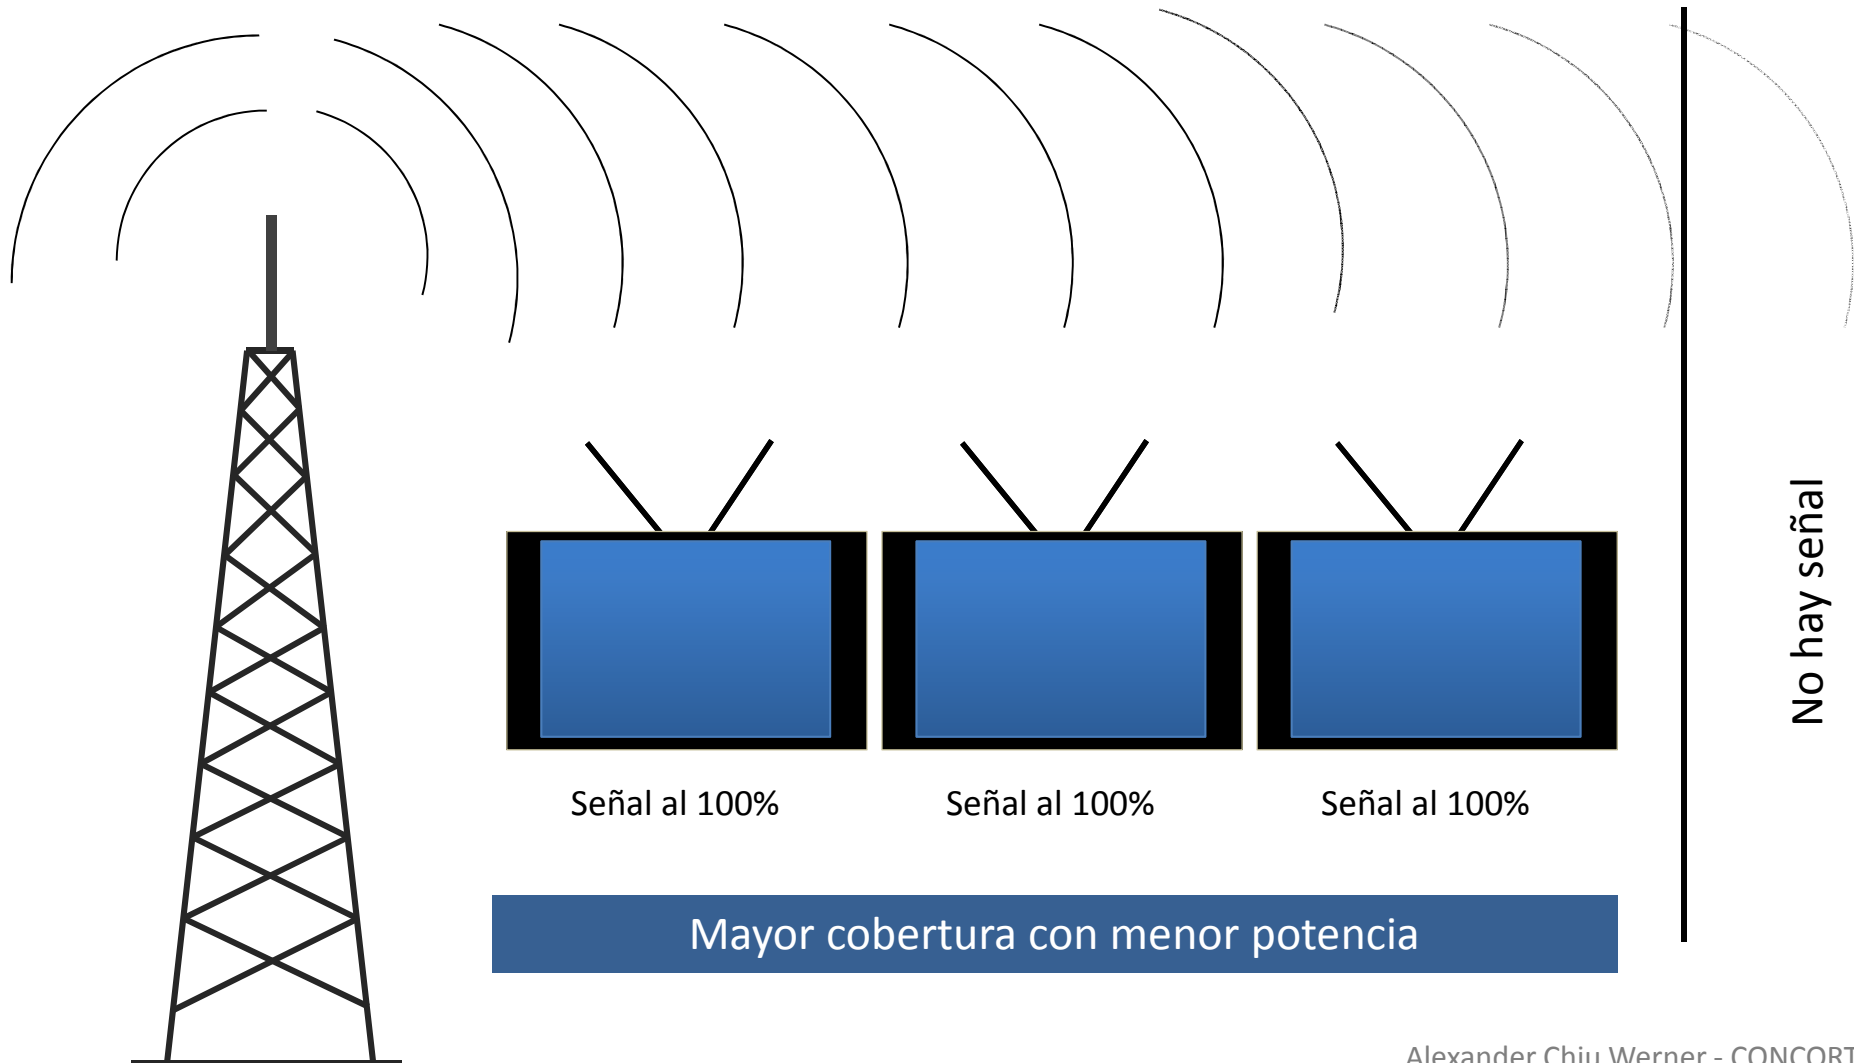 No hay señal
Señal al 100%
Señal al 100%
Señal al 100%
Mayor cobertura con menor potencia
Alexander Chiu Werner - CONCORT